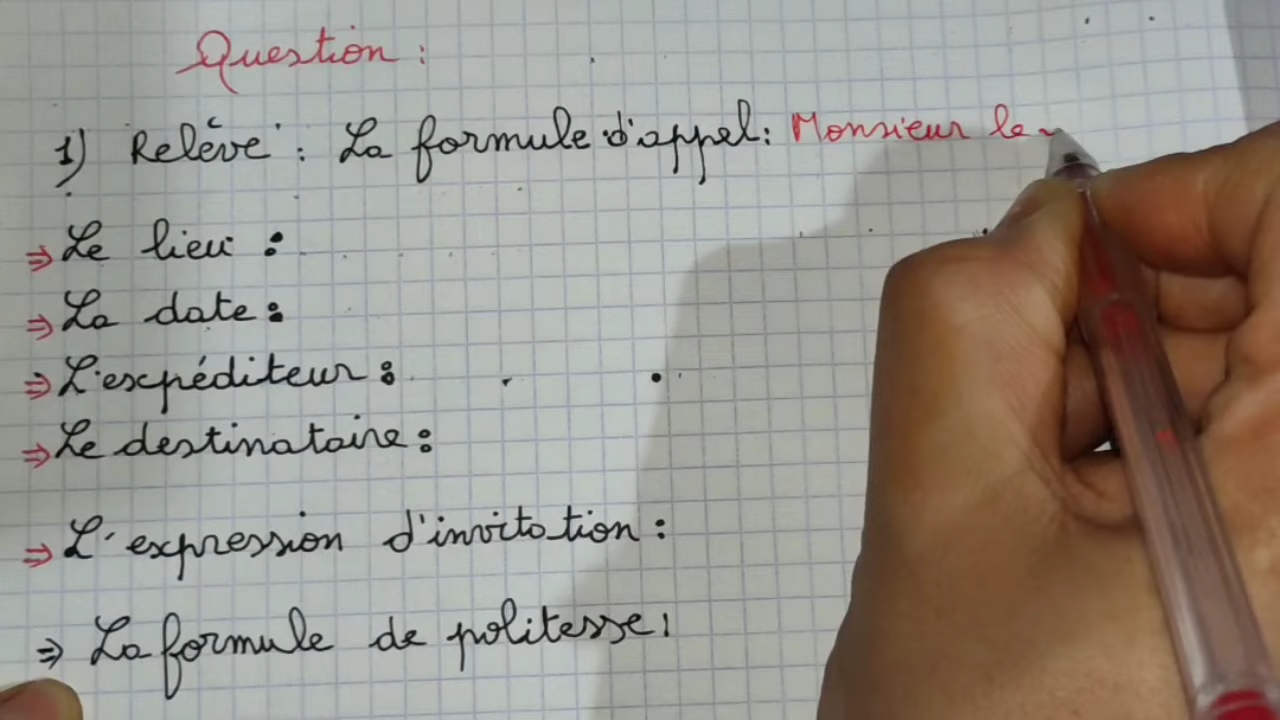 Question :
1) Relève : La formule d'appel : Monsieur le
⇒ Le lieu :
⇒ La date :
⇒ L'expéditeur :
⇒ Le destinataire :
⇒ L'expression d'invitation :
⇒ La formule de politesse :